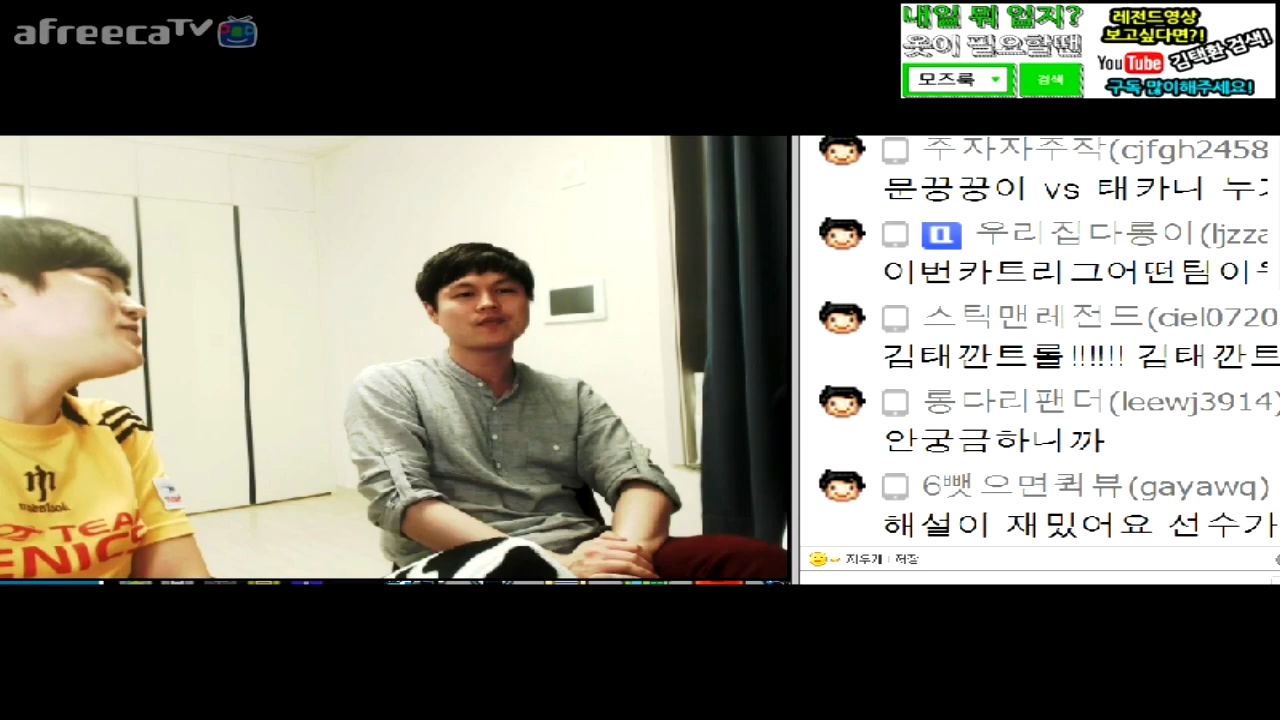 afreecaTV
내일 뭐 입지?
옷이 필요할땐
모즈룩 검색
레전드영상
보고싶다면?!
YouTube 김택환 검색!
구독 많이해주세요!
주자자주작(cjfgh2458
문끙끙이 vs 태카니
우리집다롱이(ljzza
이번카트리그어떤팀이
스틱맨레전드(ciel0720
김태깐트롤!!!!!! 김태깐트
롱다리팬더(leewj3914)
안궁금하니까
6뺏으면퀵뷰(gayawq)
해설이 재밌어요 선수가
지우개 저장
TEA
ENIC